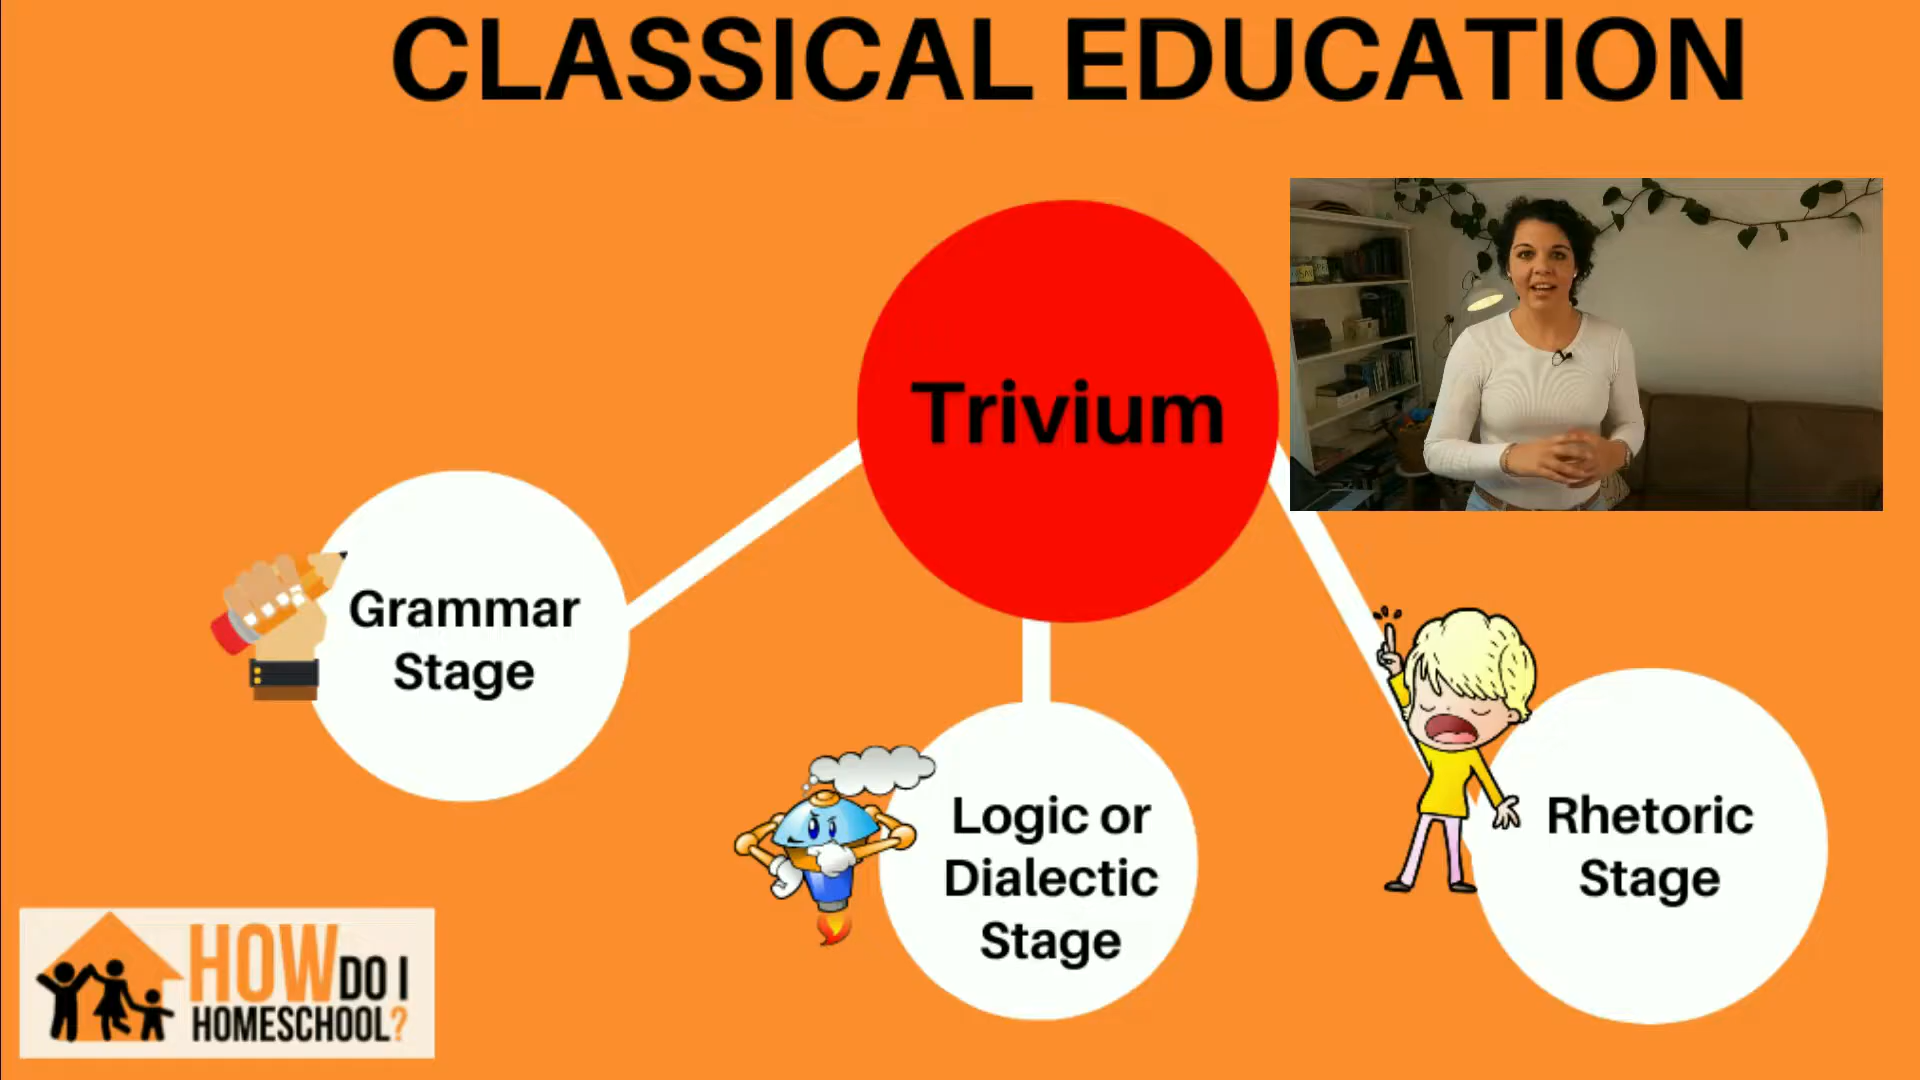 CLASSICAL EDUCATION
Trivium
Grammar
Stage
Logic or
Dialectic
Stage
Rhetoric
Stage
HOW DO I
HOMESCHOOL?